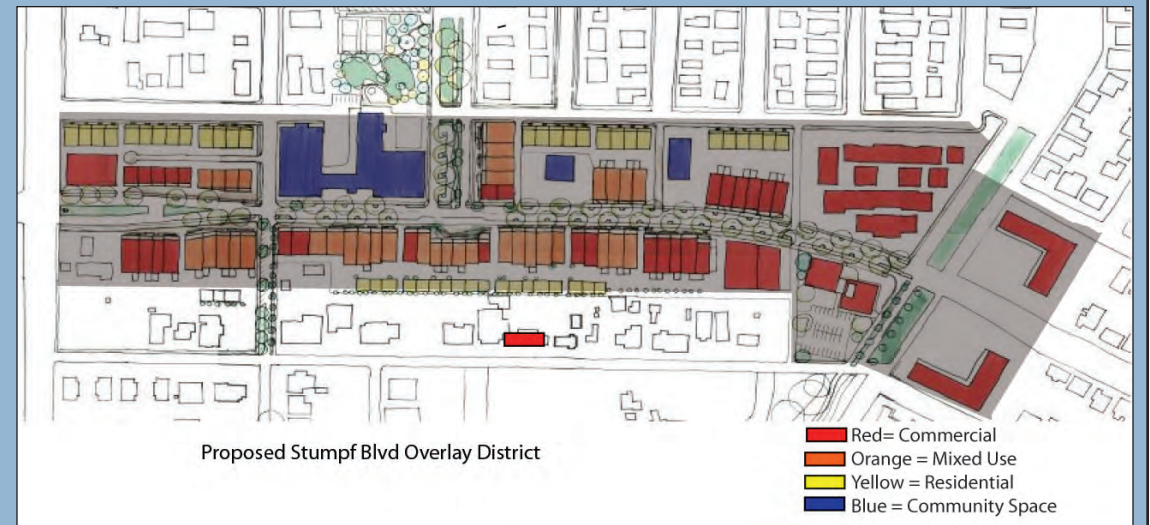 Proposed Stumpf Blvd Overlay District
Red= Commercial
Orange = Mixed Use
Yellow = Residential
Blue = Community Space